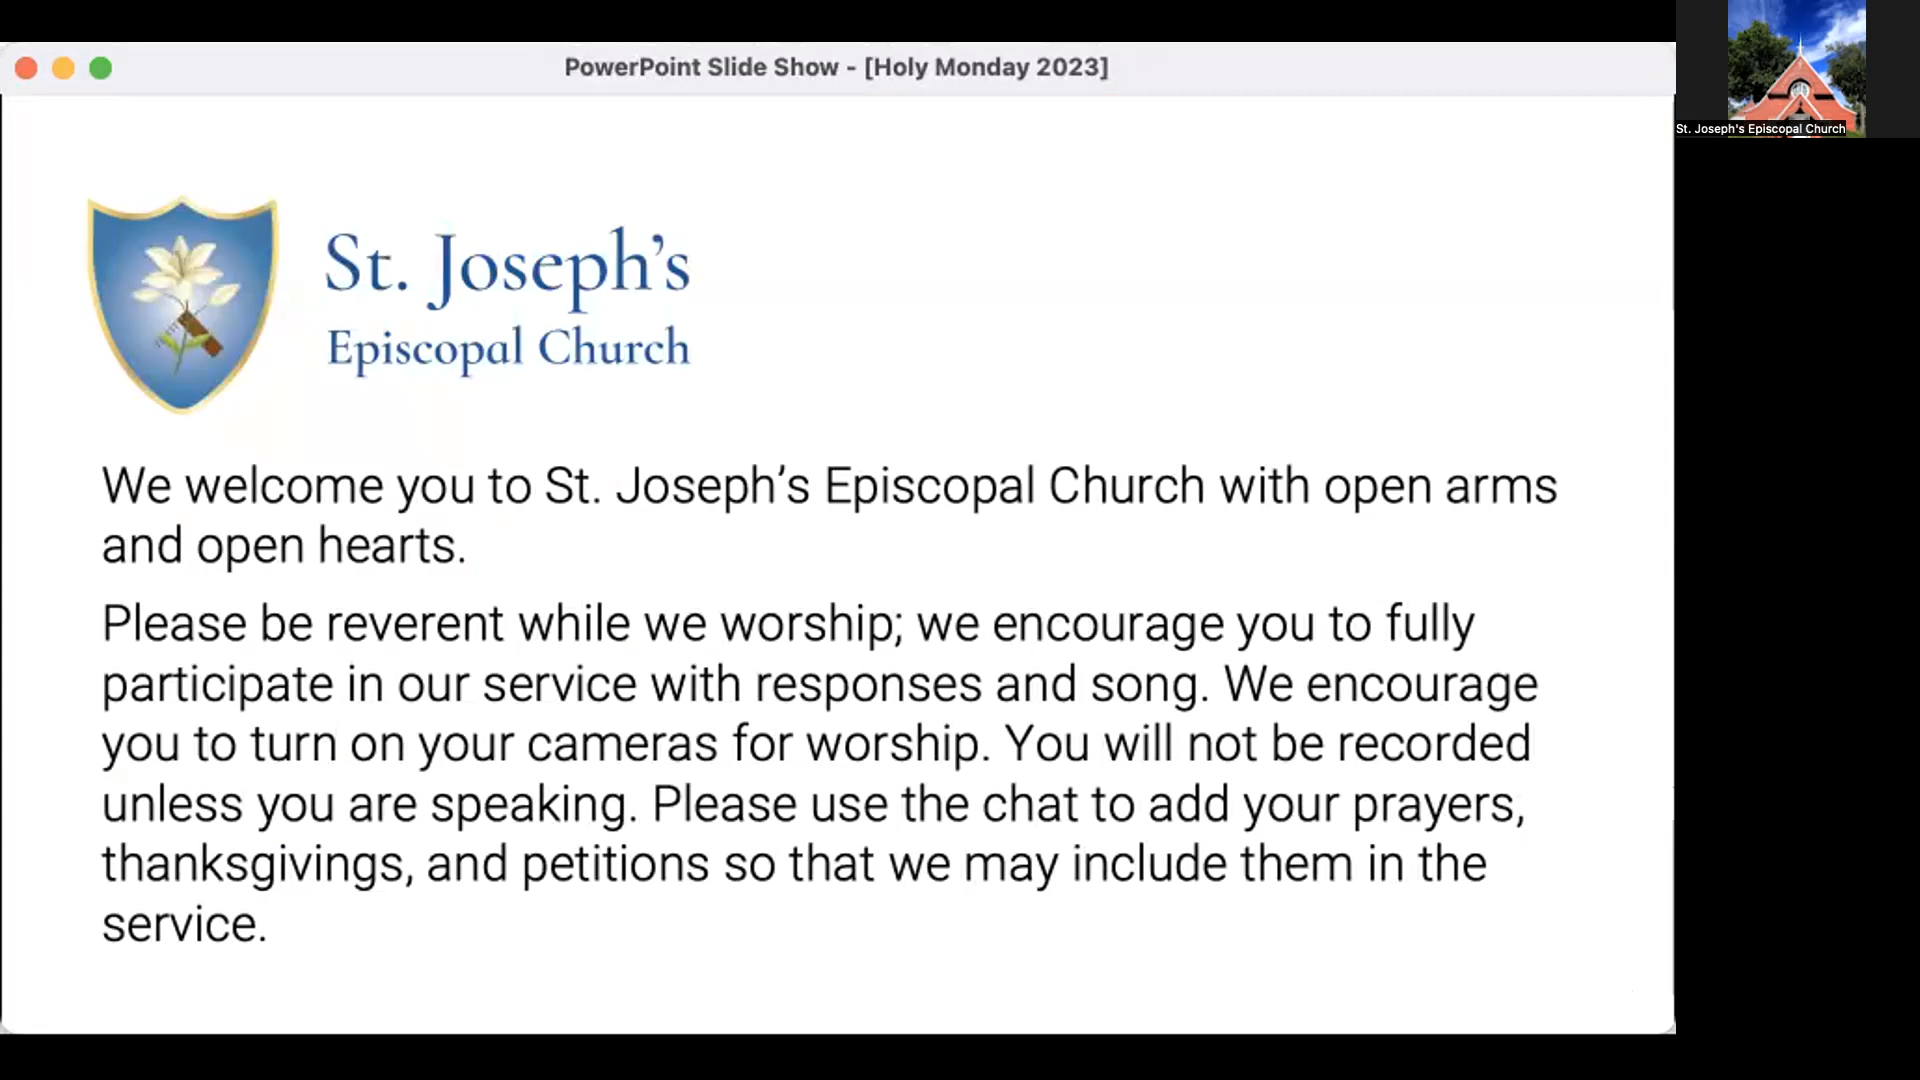 PowerPoint Slide Show - [Holy Monday 2023]
St. Joseph's Episcopal Church
St. Joseph’s
Episcopal Church
We welcome you to St. Joseph’s Episcopal Church with open arms
and open hearts.
Please be reverent while we worship; we encourage you to fully
participate in our service with responses and song. We encourage
you to turn on your cameras for worship. You will not be recorded
unless you are speaking. Please use the chat to add your prayers,
thanksgivings, and petitions so that we may include them in the
service.